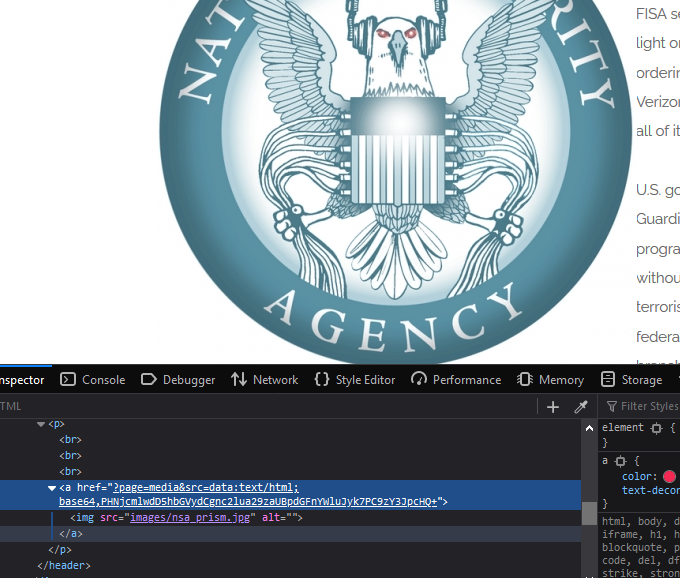 NAT
RITY
AGENCY
FISA se
light or
ordering
Verizon
all of it
U.S. go
Guardi
progra
withou
terroris
federa
nspector Console Debugger Network Style Editor Performance Memory Storage
TML
Filter Styles
<p>
<br>
<br>
<br>
<a href="?page=media&src=data:text/html;
base64,PHNjcmlwdD5hbGVydCgnc2lua29zaUBpdGFnYWluJyk7PC9zY3JpcHQ+">
<img src="images/nsa_prism.jpg" alt="">
</a>
</p>
</header>
element {
}
a {
color:
text-decor
}
html, body, d
iframe, h1, h
blockquote, p
code, del, df
strike, stron